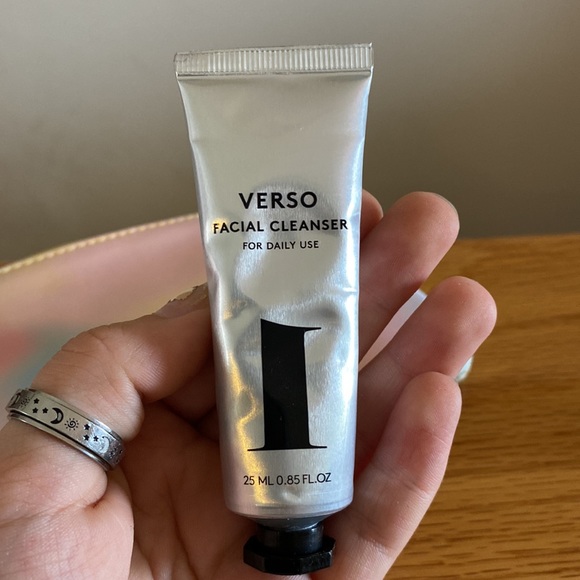 VERSO
FACIAL CLEANSER
FOR DAILY USE
1
25 ML 0.85 FL.OZ